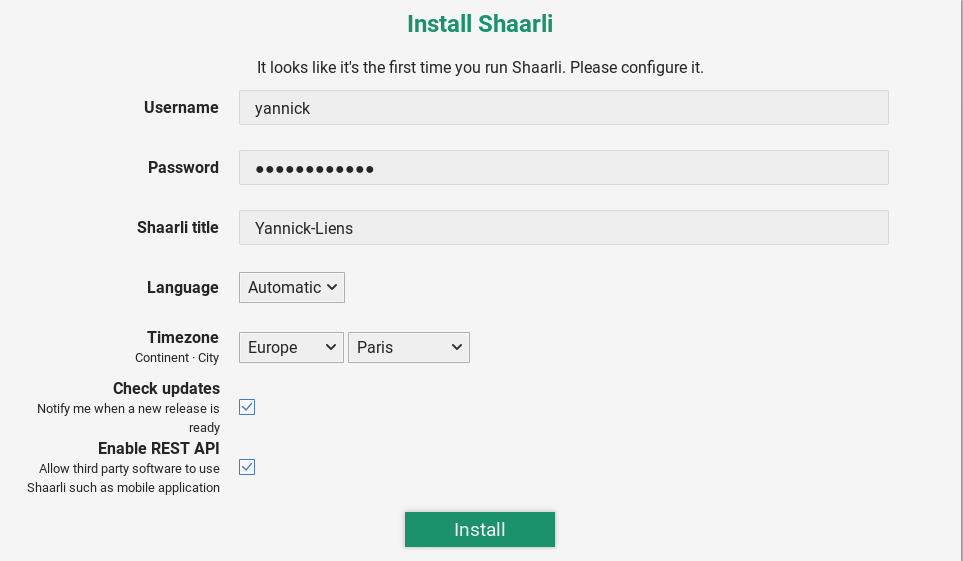 Install Shaarli
It looks like it's the first time you run Shaarli. Please configure it.
Username
yannick
Password
●●●●●●●●●●●●
Shaarli title
Yannick-Liens
Language
Automatic
Timezone
Continent · City
Europe
Paris
Check updates
Notify me when a new release is
ready
Enable REST API
Allow third party software to use
Shaarli such as mobile application
Install